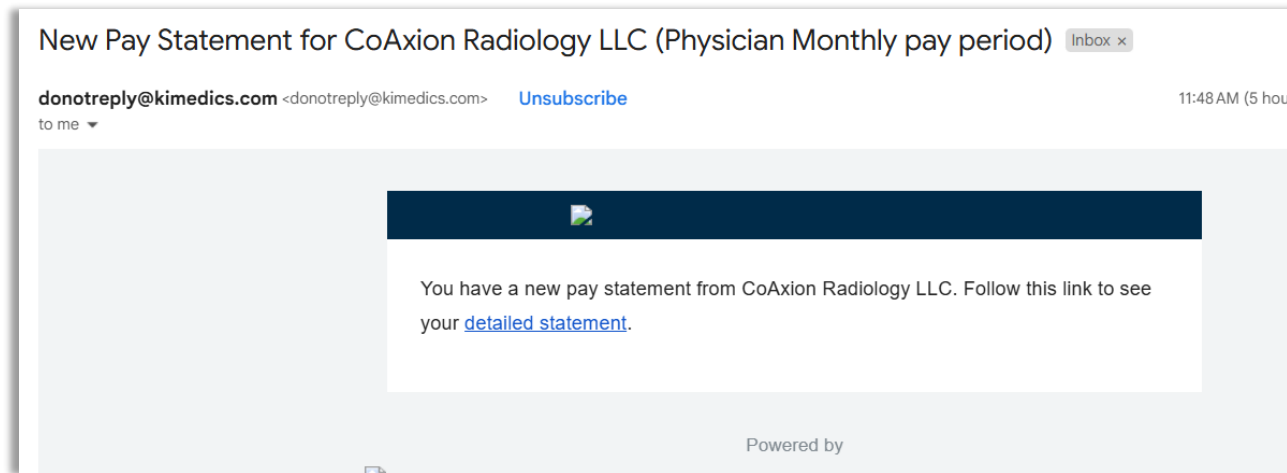 New Pay Statement for CoAxion Radiology LLC (Physician Monthly pay period) Inbox x
donotreply@kimedics.com <donotreply@kimedics.com> Unsubscribe 11:48 AM (5 hou
to me
You have a new pay statement from CoAxion Radiology LLC. Follow this link to see
your detailed statement.
Powered by